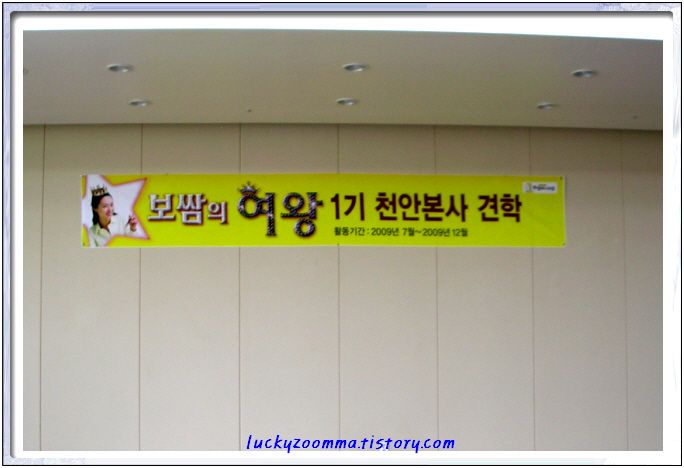 보쌈의 여왕 1기 천안본사 견학
활동기간 : 2009년 7월~2009년 12월
luckyzoomma.tistory.com